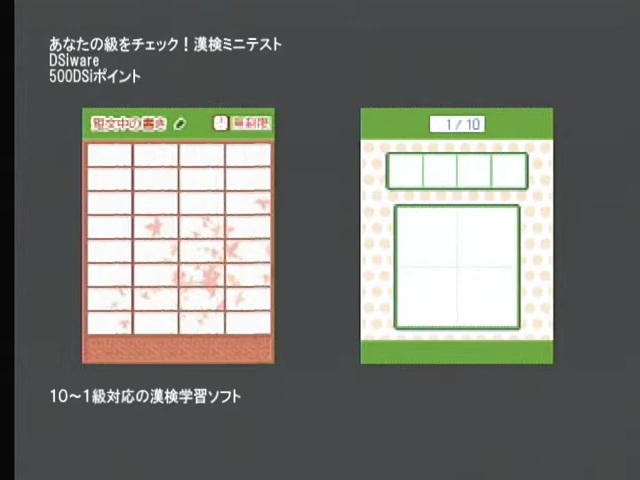 あなたの級をチェック！漢検ミニテスト
DSiware
500DSiポイント
短文中の書き
無制限
1/10
10～1級対応の漢検学習ソフト